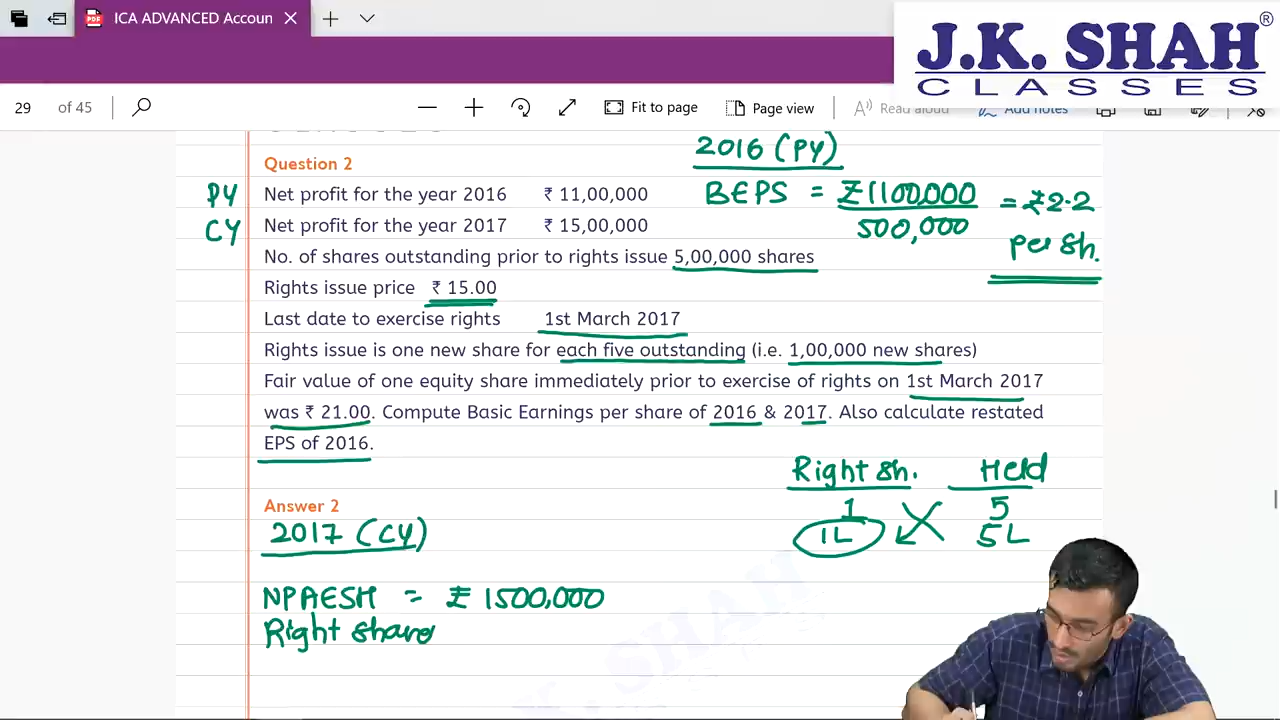 ICA ADVANCED Accoun
J.K. SHAH®
CLASSES
29 of 45
Fit to page
Page view
Read aloud
Add notes
2016 (PY)
Question 2
PY Net profit for the year 2016 ₹ 11,00,000
BEPS = ₹1100,000 / 500,000 = ₹2.2 per sh.
CY Net profit for the year 2017 ₹ 15,00,000
No. of shares outstanding prior to rights issue 5,00,000 shares
Rights issue price ₹ 15.00
Last date to exercise rights 1st March 2017
Rights issue is one new share for each five outstanding (i.e. 1,00,000 new shares)
Fair value of one equity share immediately prior to exercise of rights on 1st March 2017
was ₹ 21.00. Compute Basic Earnings per share of 2016 & 2017. Also calculate restated
EPS of 2016.
Right sh. Held
1 5
1L 5L
Answer 2
2017 (CY)
NPAESH = ₹ 1500,000
Right share
SHAH